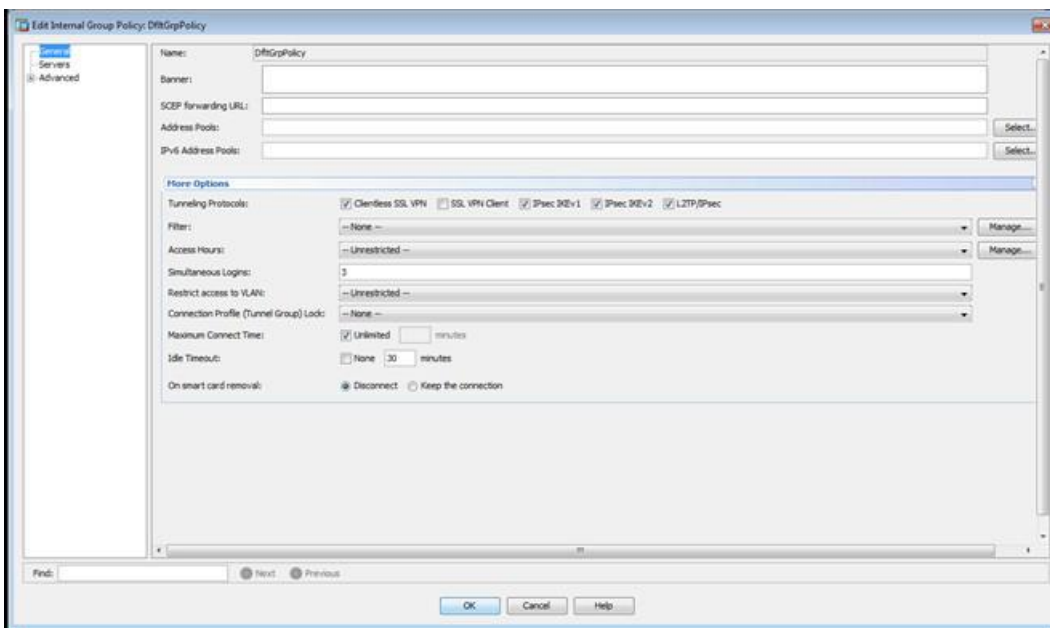 Edit Internal Group Policy: DfltGrpPolicy
General
Servers
Advanced
Name: DfltGrpPolicy
Banner:
SCEP forwarding URL:
Address Pools: Select...
IPv6 Address Pools: Select...
More Options
Tunneling Protocols: Clientless SSL VPN SSL VPN Client IPsec IKEv1 IPsec IKEv2 L2TP/IPsec
Filter: -- None -- Manage...
Access Hours: -- Unrestricted -- Manage...
Simultaneous Logins: 3
Restrict access to VLAN: -- Unrestricted --
Connection Profile (Tunnel Group) Lock: -- None --
Maximum Connect Time: Unlimited minutes
Idle Timeout: None 30 minutes
On smart card removal: Disconnect Keep the connection
Find: Next Previous
OK Cancel Help